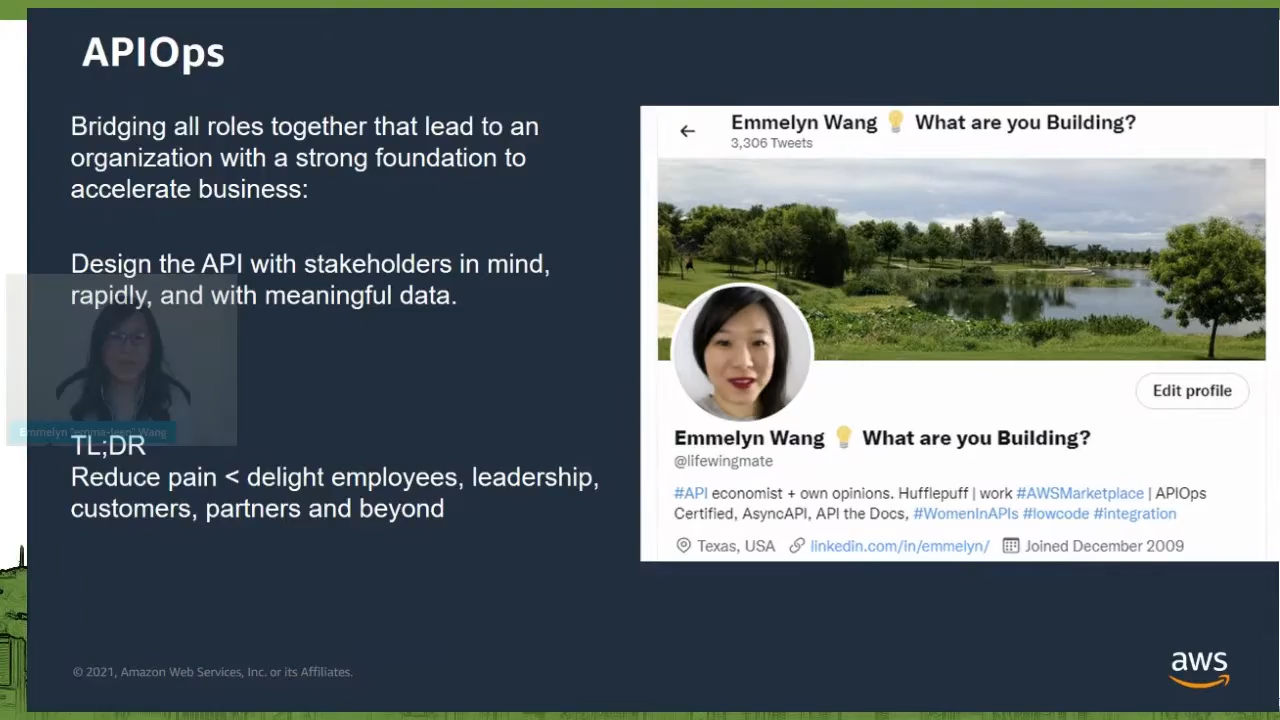 APIOps
Bridging all roles together that lead to an
organization with a strong foundation to
accelerate business:
Design the API with stakeholders in mind,
rapidly, and with meaningful data.
Emmelyn "emma-leen" Wang
TL;DR
Reduce pain < delight employees, leadership,
customers, partners and beyond
Emmelyn Wang 💡 What are you Building?
3,306 Tweets
Edit profile
Emmelyn Wang 💡 What are you Building?
@lifewingmate
#API economist + own opinions. Hufflepuff | work #AWSMarketplace | APIOps
Certified, AsyncAPI, API the Docs, #WomenInAPIs #lowcode #integration
Texas, USA linkedin.com/in/emmelyn/ Joined December 2009
© 2021, Amazon Web Services, Inc. or its Affiliates.
aws